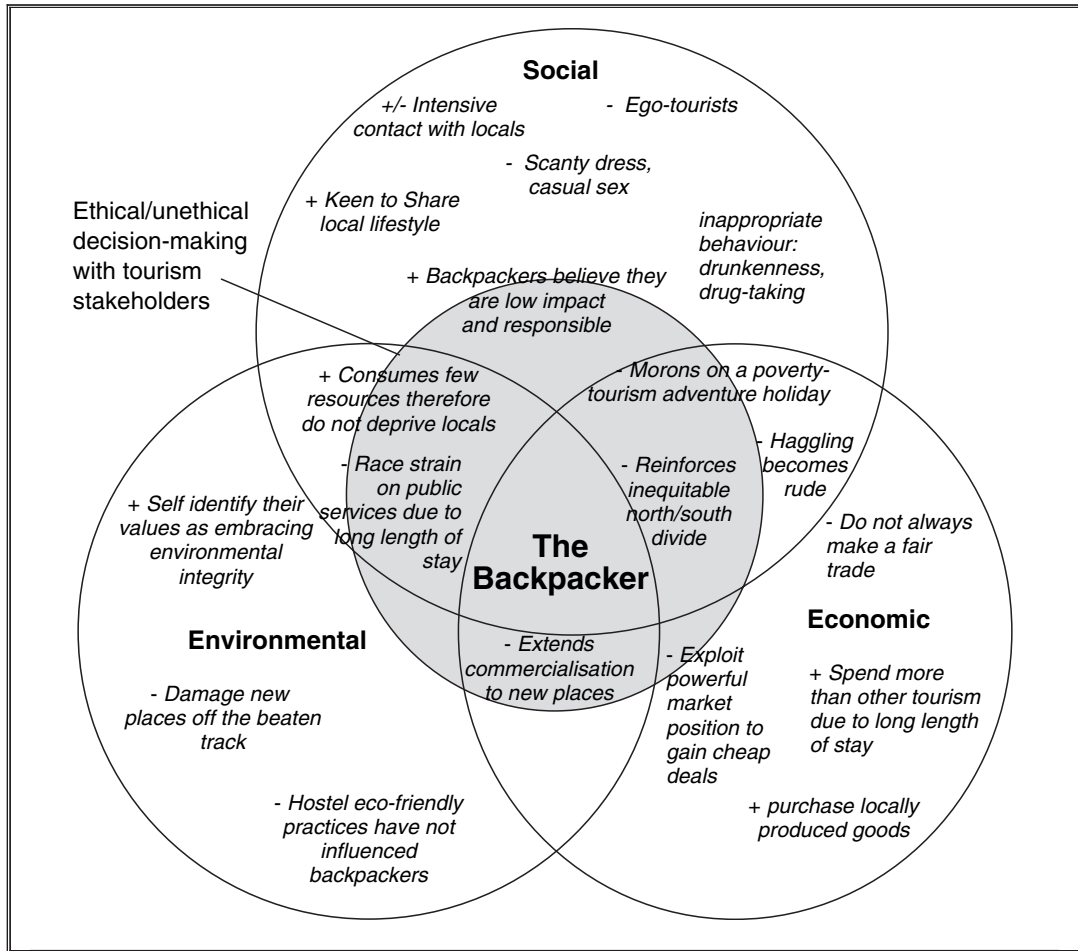 Social
+/- Intensive
contact with locals
- Ego-tourists
- Scanty dress,
casual sex
+ Keen to Share
local lifestyle
Ethical/unethical
decision-making
with tourism
stakeholders
inappropriate
behaviour:
drunkenness,
drug-taking
+ Backpackers believe they
are low impact
and responsible
+ Consumes few
resources therefore
do not deprive locals
- Morons on a poverty-
tourism adventure holiday
- Race strain
on public
services due to
long length of
stay
- Reinforces
inequitable
north/south
divide
- Haggling
becomes
rude
+ Self identify their
values as embracing
environmental
integrity
- Do not always
make a fair
trade
The
Backpacker
Environmental
Economic
- Extends
commercialisation
to new places
- Exploit
powerful
market
position to
gain cheap
deals
+ Spend more
than other tourism
due to long length
of stay
- Damage new
places off the beaten
track
- Hostel eco-friendly
practices have not
influenced
backpackers
+ purchase locally
produced goods